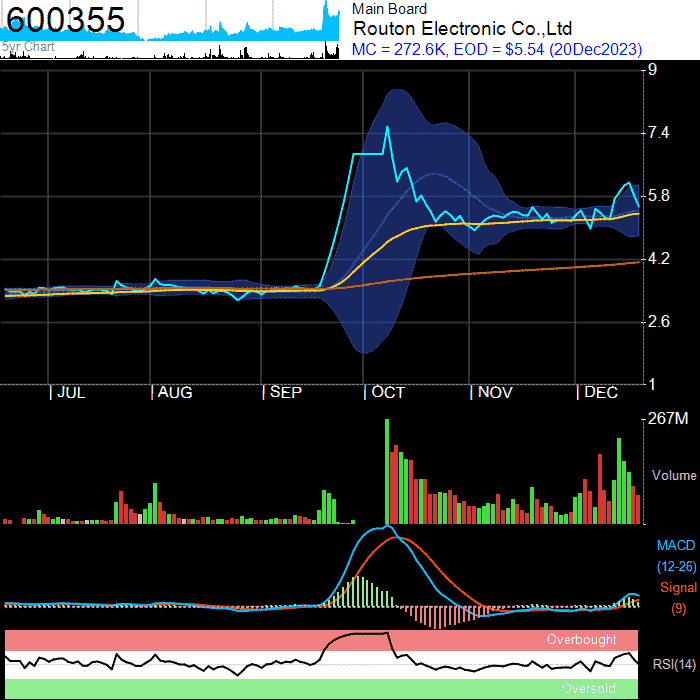 600355
5yr Chart
Main Board
Routon Electronic Co.,Ltd
MC = 272.6K, EOD = $5.54 (20Dec2023)
9
7.4
5.8
4.2
2.6
1
| JUL | AUG | SEP | OCT | NOV | DEC
267M
Volume
MACD
(12-26)
Signal
(9)
Overbought
RSI(14)
Oversold